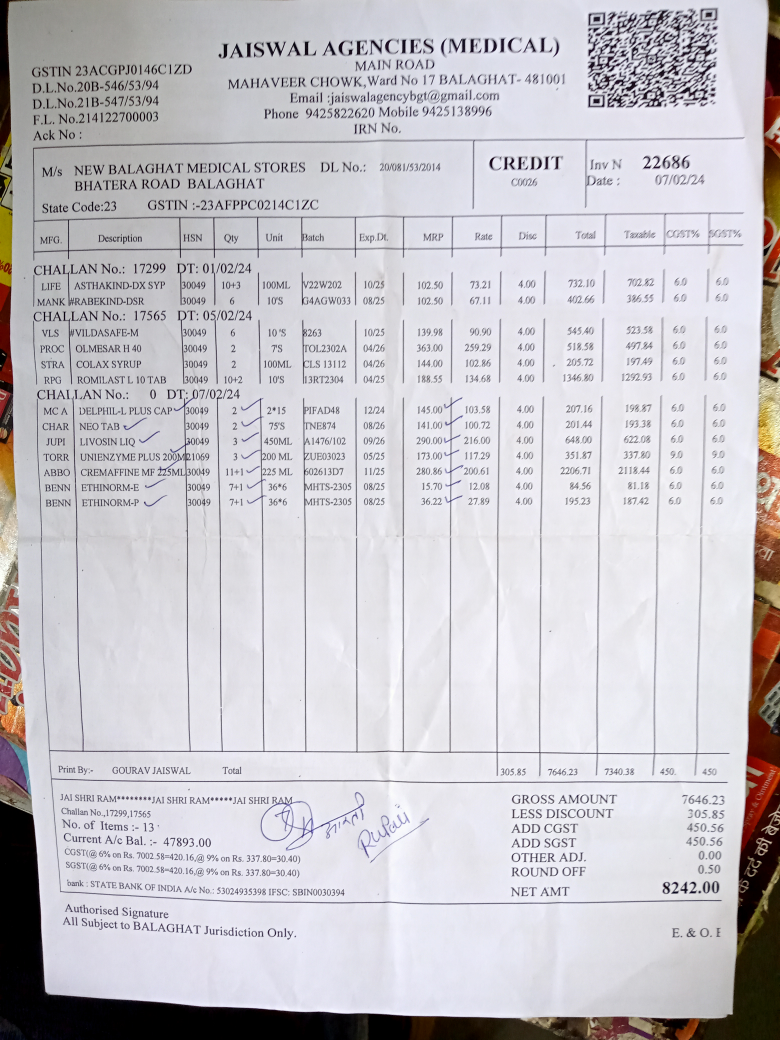 JAISWAL AGENCIES (MEDICAL)
MAIN ROAD
MAHAVEER CHOWK,Ward No 17 BALAGHAT- 481001
Email :jaiswalagencybgt@gmail.com
Phone 9425822620 Mobile 9425138996
IRN No.
GSTIN 23ACGPJ0146C1ZD
D.L.No.20B-546/53/94
D.L.No.21B-547/53/94
F.L. No.214122700003
Ack No :
M/s NEW BALAGHAT MEDICAL STORES DL No.: 20/081/53/2014
BHATERA ROAD BALAGHAT
State Code:23 GSTIN :-23AFPPC0214C1ZC
CREDIT
C0026
Inv N 22686
Date : 07/02/24
MFG. Description HSN Qty Unit Batch Exp.Dt. MRP Rate Disc Total Taxable CGST% SGST%
CHALLAN No.: 17299 DT: 01/02/24
LIFE ASTHAKIND-DX SYP 30049 10+3 100ML V22W202 10/25 102.50 73.21 4.00 732.10 702.82 6.0 6.0
MANK #RABEKIND-DSR 30049 6 10'S G4AGW033 08/25 102.50 67.11 4.00 402.66 386.55 6.0 6.0
CHALLAN No.: 17565 DT: 05/02/24
VLS #VILDASAFE-M 30049 6 10'S 8263 10/25 139.98 90.90 4.00 545.40 523.58 6.0 6.0
PROC OLMESAR H 40 30049 2 7'S TOL2302A 04/26 363.00 259.29 4.00 518.58 497.84 6.0 6.0
STRA COLAX SYRUP 30049 2 100ML CLS 13112 04/26 144.00 102.86 4.00 205.72 197.49 6.0 6.0
RPG ROMILAST L 10 TAB 30049 10+2 10'S 13RT2304 04/25 188.55 134.68 4.00 1346.80 1292.93 6.0 6.0
CHALLAN No.: 0 DT: 07/02/24
MC A DELPHIL-L PLUS CAP 30049 2 2*15 PIFAD48 12/24 145.00 103.58 4.00 207.16 198.87 6.0 6.0
CHAR NEO TAB 30049 2 75'S TNE874 08/26 141.00 100.72 4.00 201.44 193.38 6.0 6.0
JUPI LIVOSIN LIQ 30049 3 450ML A1476/102 09/26 290.00 216.00 4.00 648.00 622.08 6.0 6.0
TORR UNIENZYME PLUS 200M 21069 3 200 ML ZUE03023 05/25 173.00 117.29 4.00 351.87 337.80 9.0 9.0
ABBO CREMAFFINE MF 225ML 30049 11+1 225 ML 602613D7 11/25 280.86 200.61 4.00 2206.71 2118.44 6.0 6.0
BENN ETHINORM-E 30049 7+1 36*6 MHTS-2305 08/25 15.70 12.08 4.00 84.56 81.18 6.0 6.0
BENN ETHINORM-P 30049 7+1 36*6 MHTS-2305 08/25 36.22 27.89 4.00 195.23 187.42 6.0 6.0
Print By:- GOURAV JAISWAL Total 305.85 7646.23 7340.38 450. 450
JAI SHRI RAM********JAI SHRI RAM*****JAI SHRI RAM
Challan No.,17299,17565
No. of Items :- 13
Current A/c Bal. :- 47893.00
CGST(@ 6% on Rs. 7002.58=420.16,@ 9% on Rs. 337.80=30.40)
SGST(@ 6% on Rs. 7002.58=420.16,@ 9% on Rs. 337.80=30.40)
bank : STATE BANK OF INDIA A/c No.: 53024935398 IFSC: SBIN0030394
Rupali
GROSS AMOUNT 7646.23
LESS DISCOUNT 305.85
ADD CGST 450.56
ADD SGST 450.56
OTHER ADJ. 0.00
ROUND OFF 0.50
NET AMT 8242.00
Authorised Signature
All Subject to BALAGHAT Jurisdiction Only.
E. & O. E